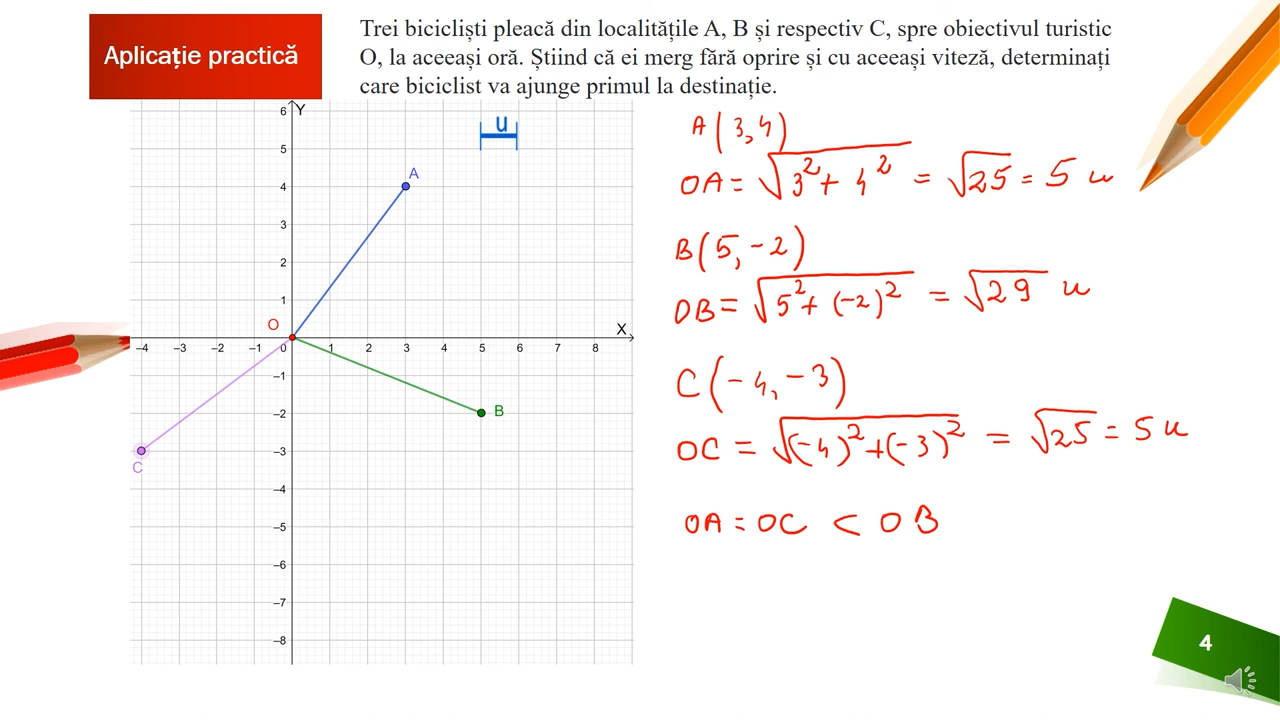 Aplicație practică
Trei bicicliști pleacă din localitățile A, B și respectiv C, spre obiectivul turistic
O, la aceeași oră. Știind că ei merg fără oprire și cu aceeași viteză, determinați
care biciclist va ajunge primul la destinație.
Y
6
5
4
3
2
1
0
–1
–2
–3
–4
–5
–6
–7
–8
–4 –3 –2 –1 0 1 2 3 4 5 6 7 8
X
u
A
O
B
C
A(3,4)
OA = √3² + 4² = √25 = 5 u
B(5, -2)
OB = √5² + (-2)² = √29 u
C(-4, -3)
OC = √(-4)² + (-3)² = √25 = 5 u
OA = OC < OB
4